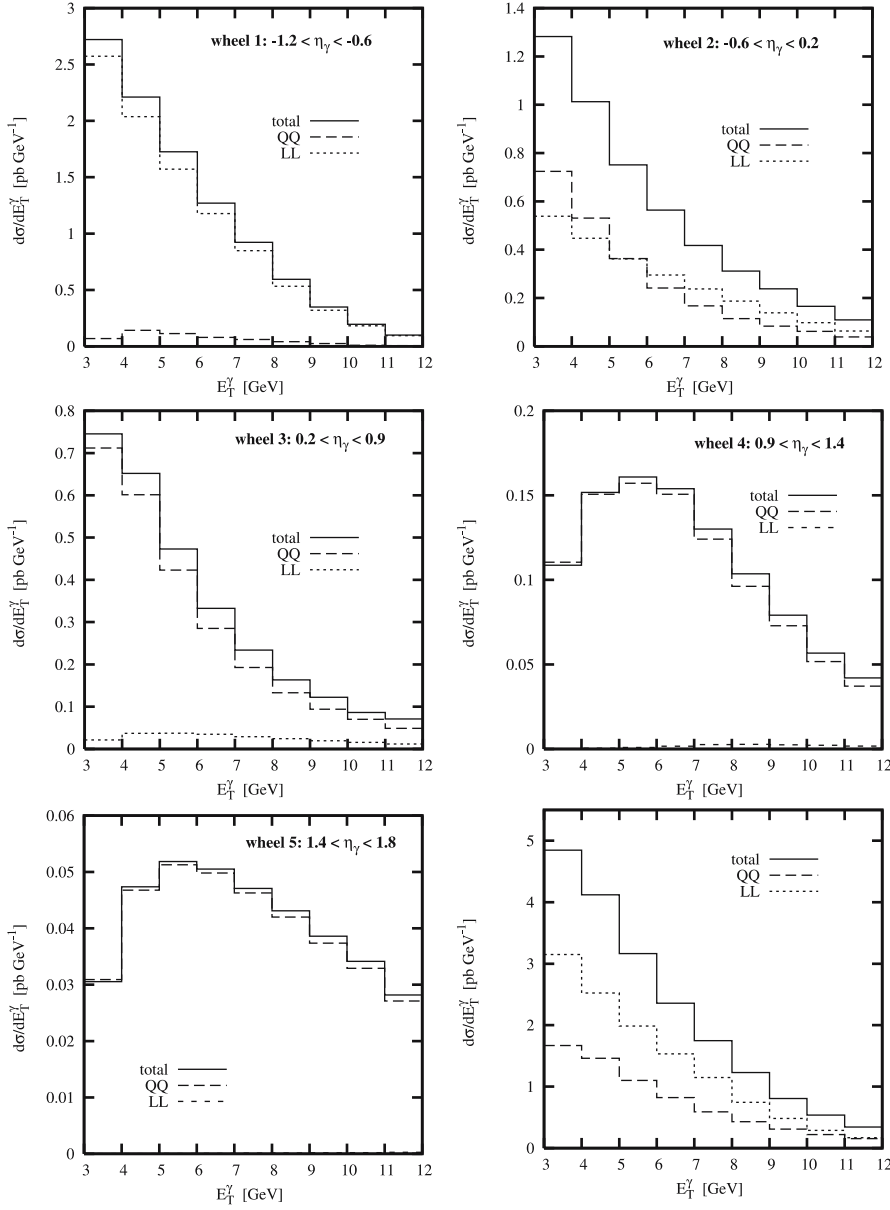 wheel 1: -1.2 < ηγ < -0.6
total
QQ
LL
dσ/dE_T^γ [pb GeV⁻¹]
3
2.5
2
1.5
1
0.5
0
3 4 5 6 7 8 9 10 11 12
E_T^γ [GeV]
wheel 2: -0.6 < ηγ < 0.2
total
QQ
LL
dσ/dE_T^γ [pb GeV⁻¹]
1.4
1.2
1
0.8
0.6
0.4
0.2
0
3 4 5 6 7 8 9 10 11 12
E_T^γ [GeV]
wheel 3: 0.2 < ηγ < 0.9
total
QQ
LL
dσ/dE_T^γ [pb GeV⁻¹]
0.8
0.7
0.6
0.5
0.4
0.3
0.2
0.1
0
3 4 5 6 7 8 9 10 11 12
E_T^γ [GeV]
wheel 4: 0.9 < ηγ < 1.4
total
QQ
LL
dσ/dE_T^γ [pb GeV⁻¹]
0.2
0.15
0.1
0.05
0
3 4 5 6 7 8 9 10 11 12
E_T^γ [GeV]
wheel 5: 1.4 < ηγ < 1.8
total
QQ
LL
dσ/dE_T^γ [pb GeV⁻¹]
0.06
0.05
0.04
0.03
0.02
0.01
0
3 4 5 6 7 8 9 10 11 12
E_T^γ [GeV]
total
QQ
LL
dσ/dE_T^γ [pb GeV⁻¹]
5
4
3
2
1
0
3 4 5 6 7 8 9 10 11 12
E_T^γ [GeV]